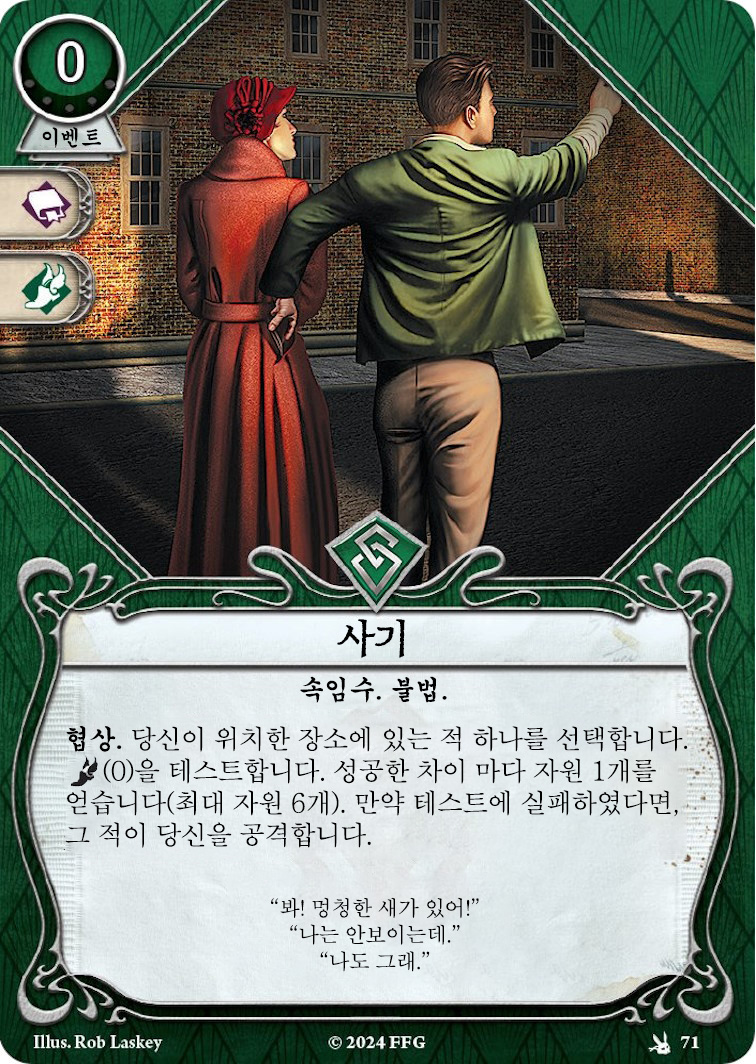 0
이벤트
사기
속임수. 불법.
협상. 당신이 위치한 장소에 있는 적 하나를 선택합니다.
(0)을 테스트합니다. 성공한 차이 마다 자원 1개를
얻습니다(최대 자원 6개). 만약 테스트에 실패하였다면,
그 적이 당신을 공격합니다.
“봐! 멍청한 새가 있어!”
“나는 안보이는데.”
“나도 그래.”
Illus. Rob Laskey © 2024 FFG 71